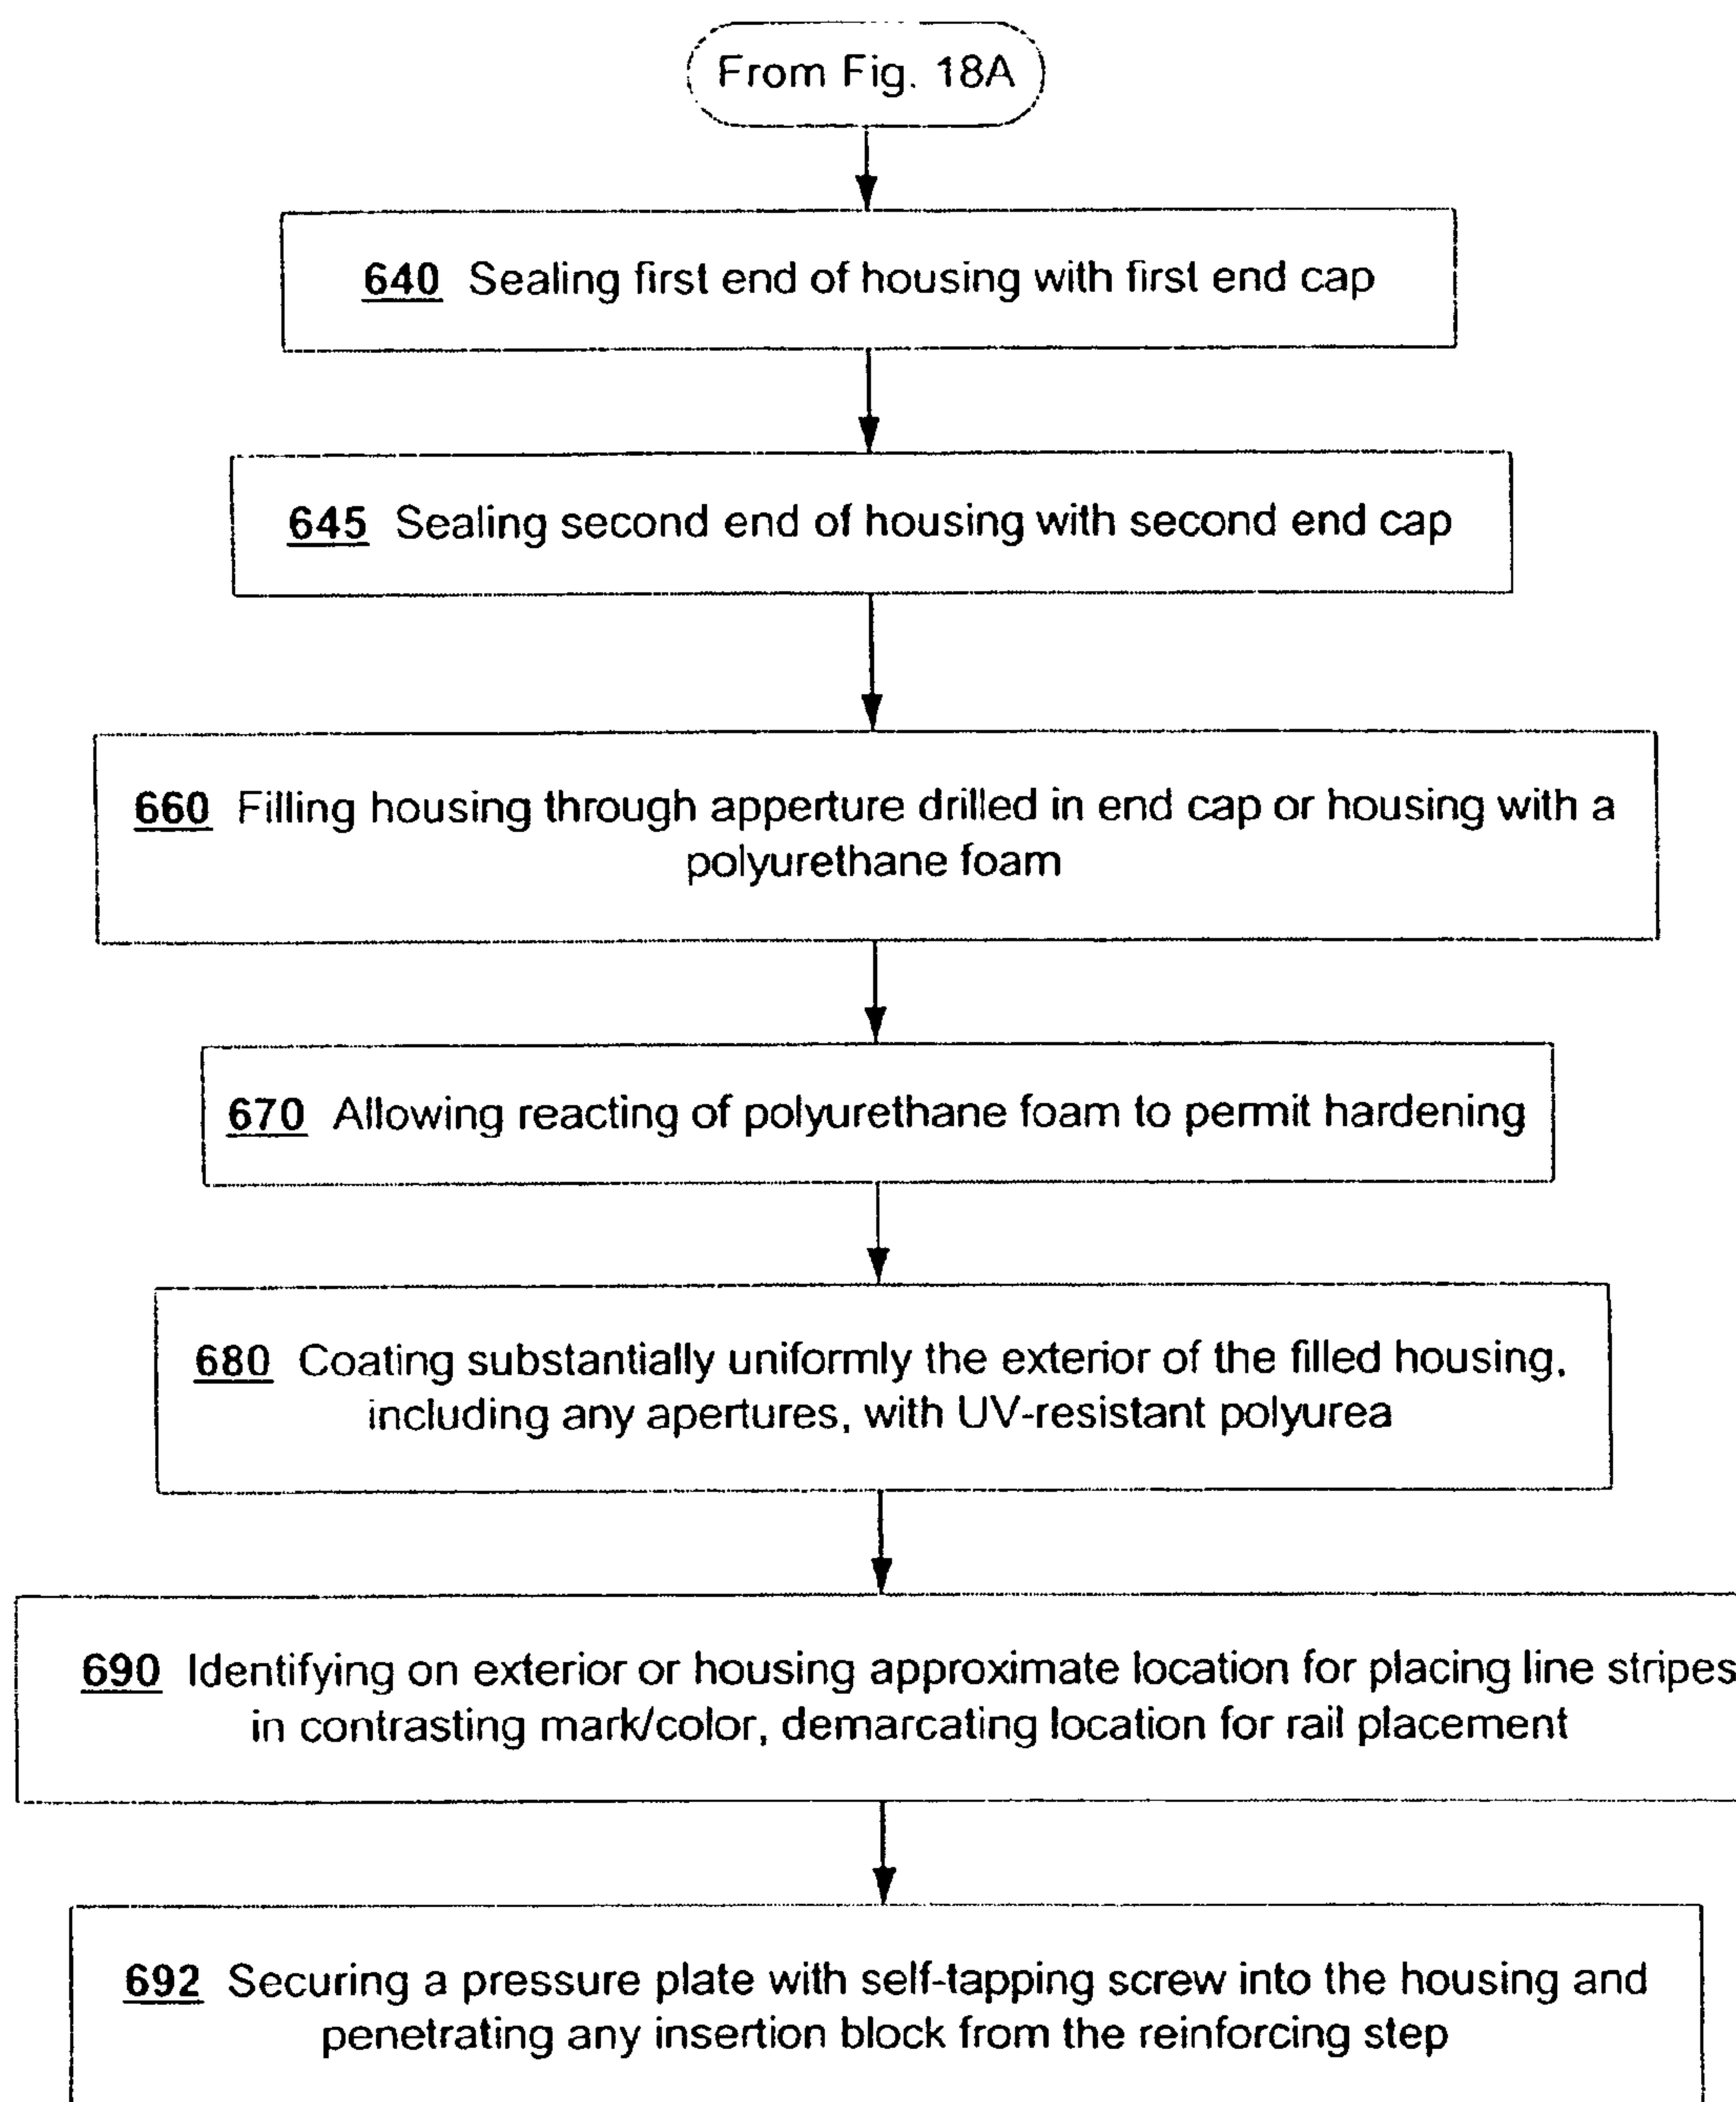 From Fig. 18A
640 Sealing first end of housing with first end cap
645 Sealing second end of housing with second end cap
660 Filling housing through apperture drilled in end cap or housing with a
polyurethane foam
670 Allowing reacting of polyurethane foam to permit hardening
680 Coating substantially uniformly the exterior of the filled housing,
including any apertures, with UV-resistant polyurea
690 Identifying on exterior or housing approximate location for placing line stripes
in contrasting mark/color, demarcating location for rail placement
692 Securing a pressure plate with self-tapping screw into the housing and
penetrating any insertion block from the reinforcing step